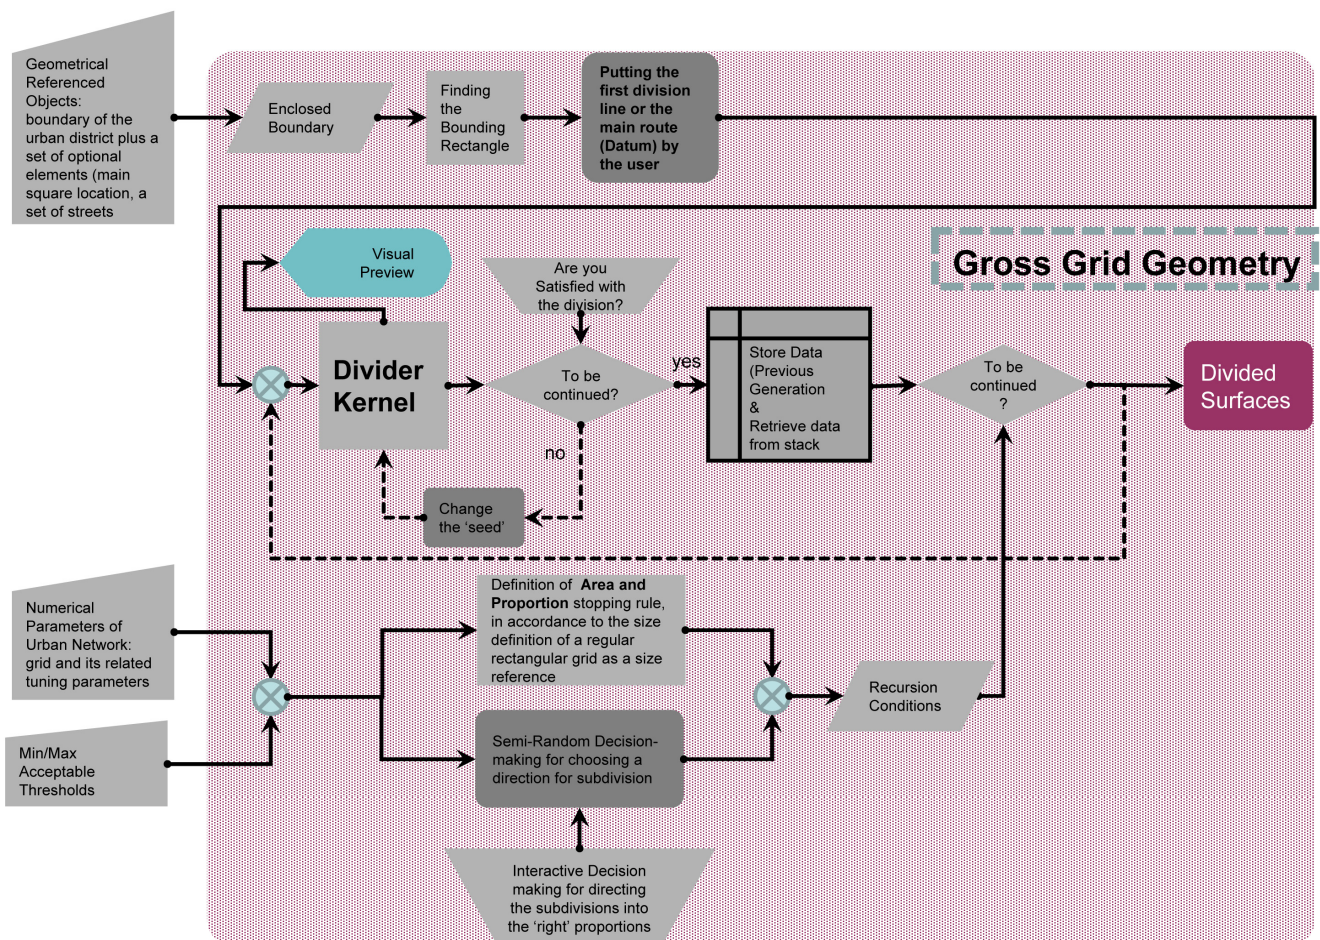 Geometrical
Referenced
Objects:
boundary of the
urban district plus a
set of optional
elements (main
square location, a
set of streets
Enclosed
Boundary
Finding
the
Bounding
Rectangle
Putting the
first division
line or the
main route
(Datum) by
the user
Gross Grid Geometry
Visual
Preview
Are you
Satisfied with
the division?
Divider
Kernel
To be
continued?
yes
no
Store Data
(Previous
Generation
&
Retrieve data
from stack
To be
continued
?
Divided
Surfaces
Change
the ‘seed’
Numerical
Parameters of
Urban Network:
grid and its related
tuning parameters
Min/Max
Acceptable
Thresholds
Definition of Area and
Proportion stopping rule,
in accordance to the size
definition of a regular
rectangular grid as a size
reference
Semi-Random Decision-
making for choosing a
direction for subdivision
Recursion
Conditions
Interactive Decision
making for directing
the subdivisions into
the ‘right’ proportions